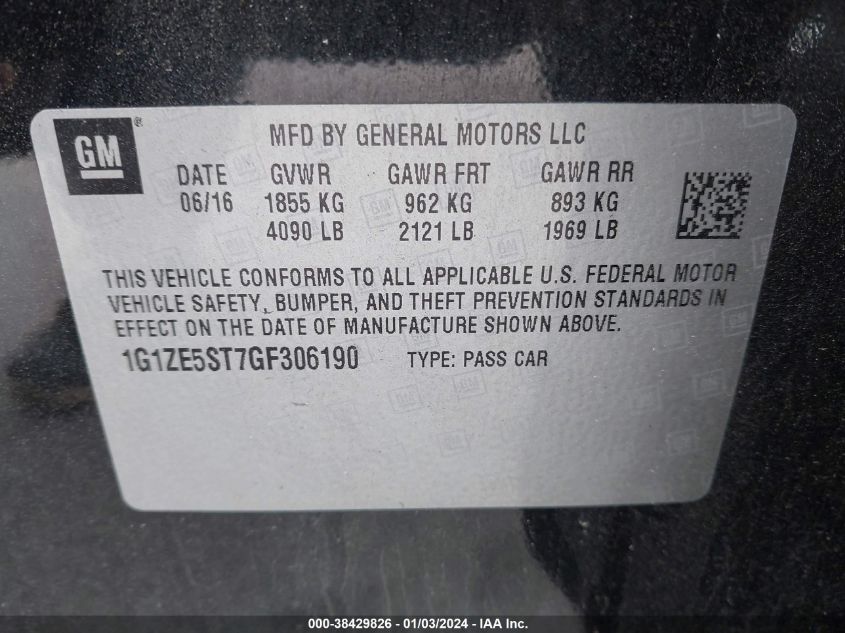 GM®
MFD BY GENERAL MOTORS LLC
DATE GVWR GAWR FRT GAWR RR
06/16 1855 KG 962 KG 893 KG
4090 LB 2121 LB 1969 LB
THIS VEHICLE CONFORMS TO ALL APPLICABLE U.S. FEDERAL MOTOR
VEHICLE SAFETY, BUMPER, AND THEFT PREVENTION STANDARDS IN
EFFECT ON THE DATE OF MANUFACTURE SHOWN ABOVE.
1G1ZE5ST7GF306190 TYPE: PASS CAR
000-38429826 - 01/03/2024 - IAA Inc.